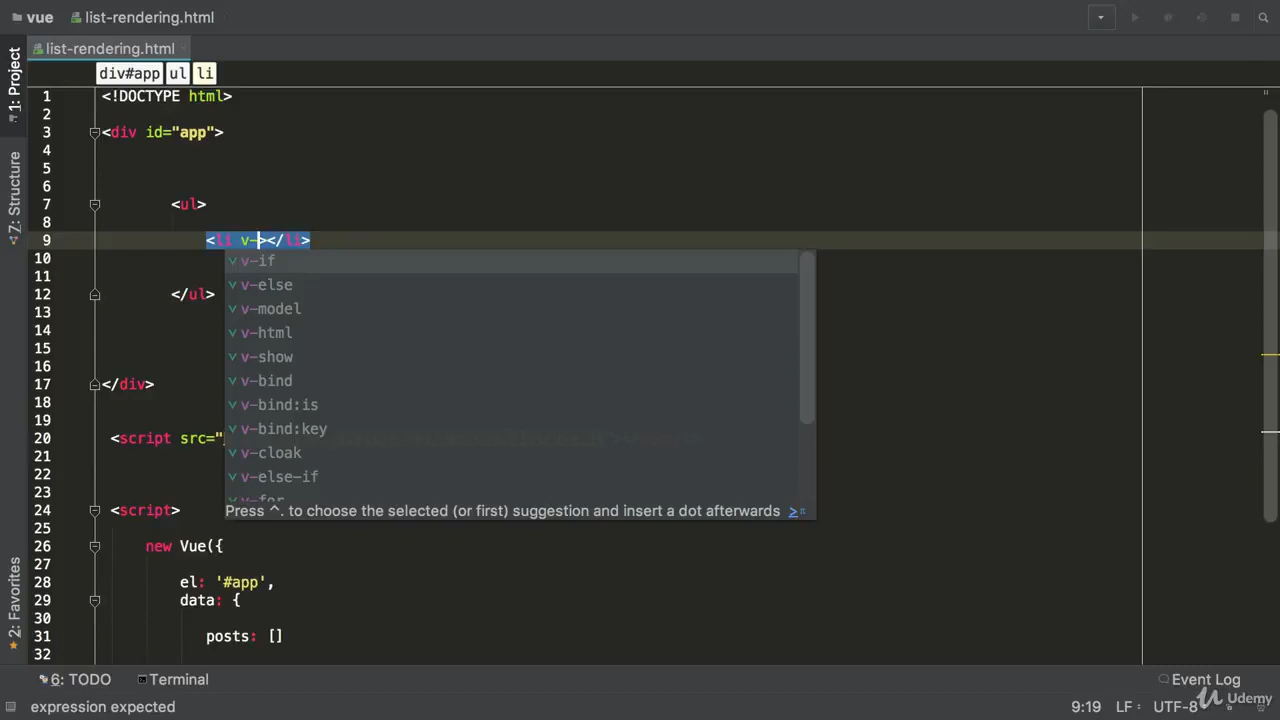 vue list-rendering.html
list-rendering.html
div#app ul li
1: Project
7: Structure
2: Favorites
1 <!DOCTYPE html>
2
3 <div id="app">
4
5
6
7 <ul>
8
9 <li v-></li>
10
11
12 </ul>
13
14
15
16
17 </div>
18
19
20 <script src="
21
22
23
24 <script>
25
26 new Vue({
27
28 el: '#app',
29 data: {
30
31 posts: []
32
v-if
v-else
v-model
v-html
v-show
v-bind
v-bind:is
v-bind:key
v-cloak
v-else-if
v-for
Press ^. to choose the selected (or first) suggestion and insert a dot afterwards ≥
6: TODO Terminal Event Log
expression expected 9:19 LF UTF-8
Udemy